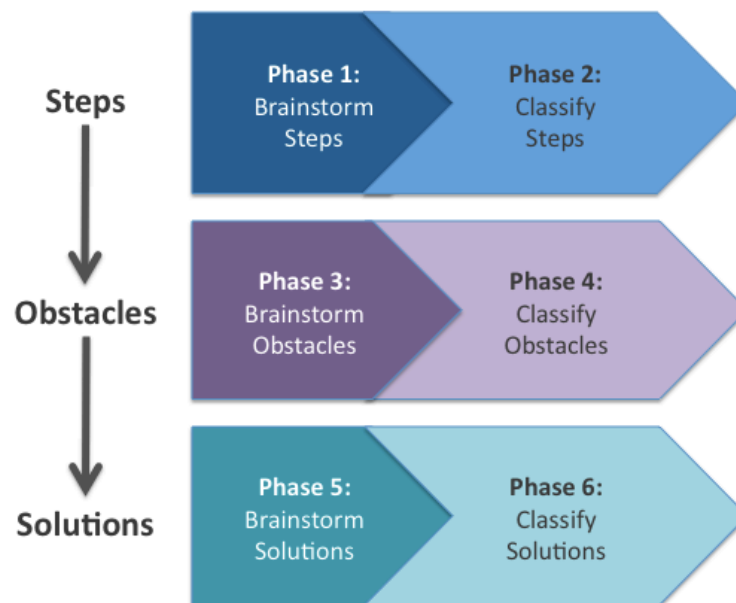 Steps
Phase 1:
Brainstorm
Steps
Phase 2:
Classify
Steps
Obstacles
Phase 3:
Brainstorm
Obstacles
Phase 4:
Classify
Obstacles
Solutions
Phase 5:
Brainstorm
Solutions
Phase 6:
Classify
Solutions